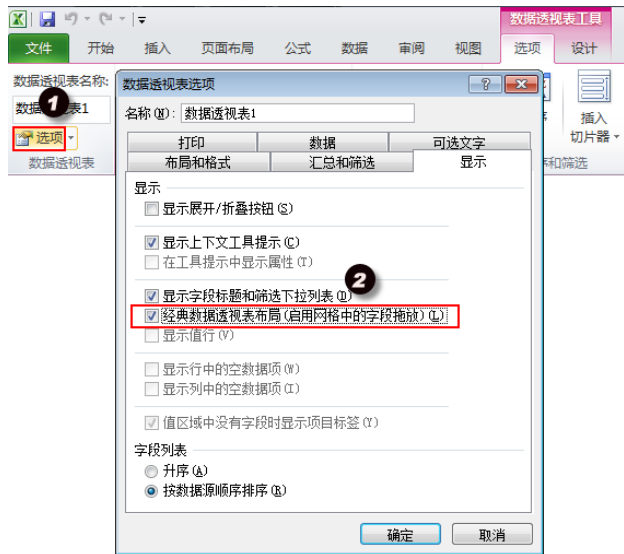 数据透视表工具
文件 开始 插入 页面布局 公式 数据 审阅 视图 选项 设计
数据透视表名称:
1
选项
数据透视表
插入
切片器
和筛选
数据透视表选项
名称(N): 数据透视表1
打印 数据 可选文字
布局和格式 汇总和筛选 显示
显示
显示展开/折叠按钮(S)
显示上下文工具提示(C)
在工具提示中显示属性(T)
2
显示字段标题和筛选下拉列表(D)
经典数据透视表布局(启用网格中的字段拖放)(L)
显示值行(V)
显示行中的空数据项(W)
显示列中的空数据项(I)
值区域中没有字段时显示项目标签(Y)
字段列表
升序(A)
按数据源顺序排序(R)
确定 取消